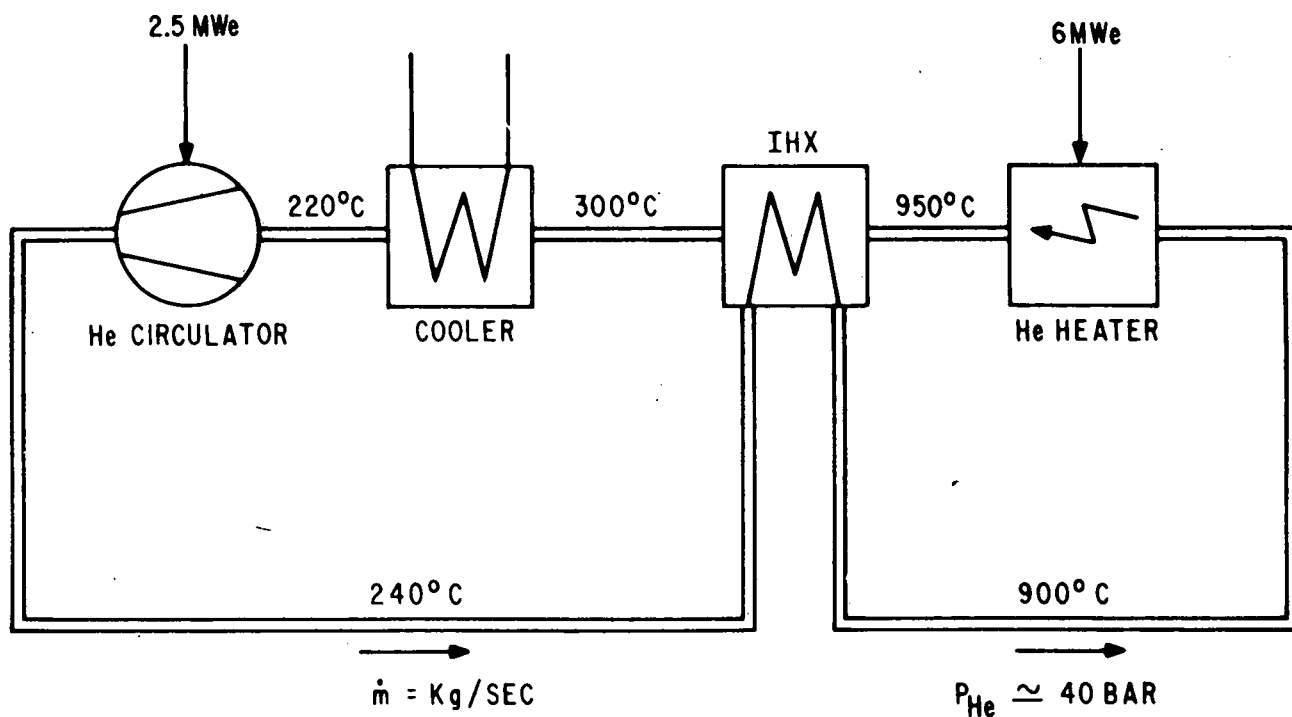 2.5 MWe
6MWe
IHX
220°C
300°C
950°C
He CIRCULATOR
COOLER
He HEATER
240°C
900°C
ṁ = Kg/SEC
PHe ≃ 40 BAR